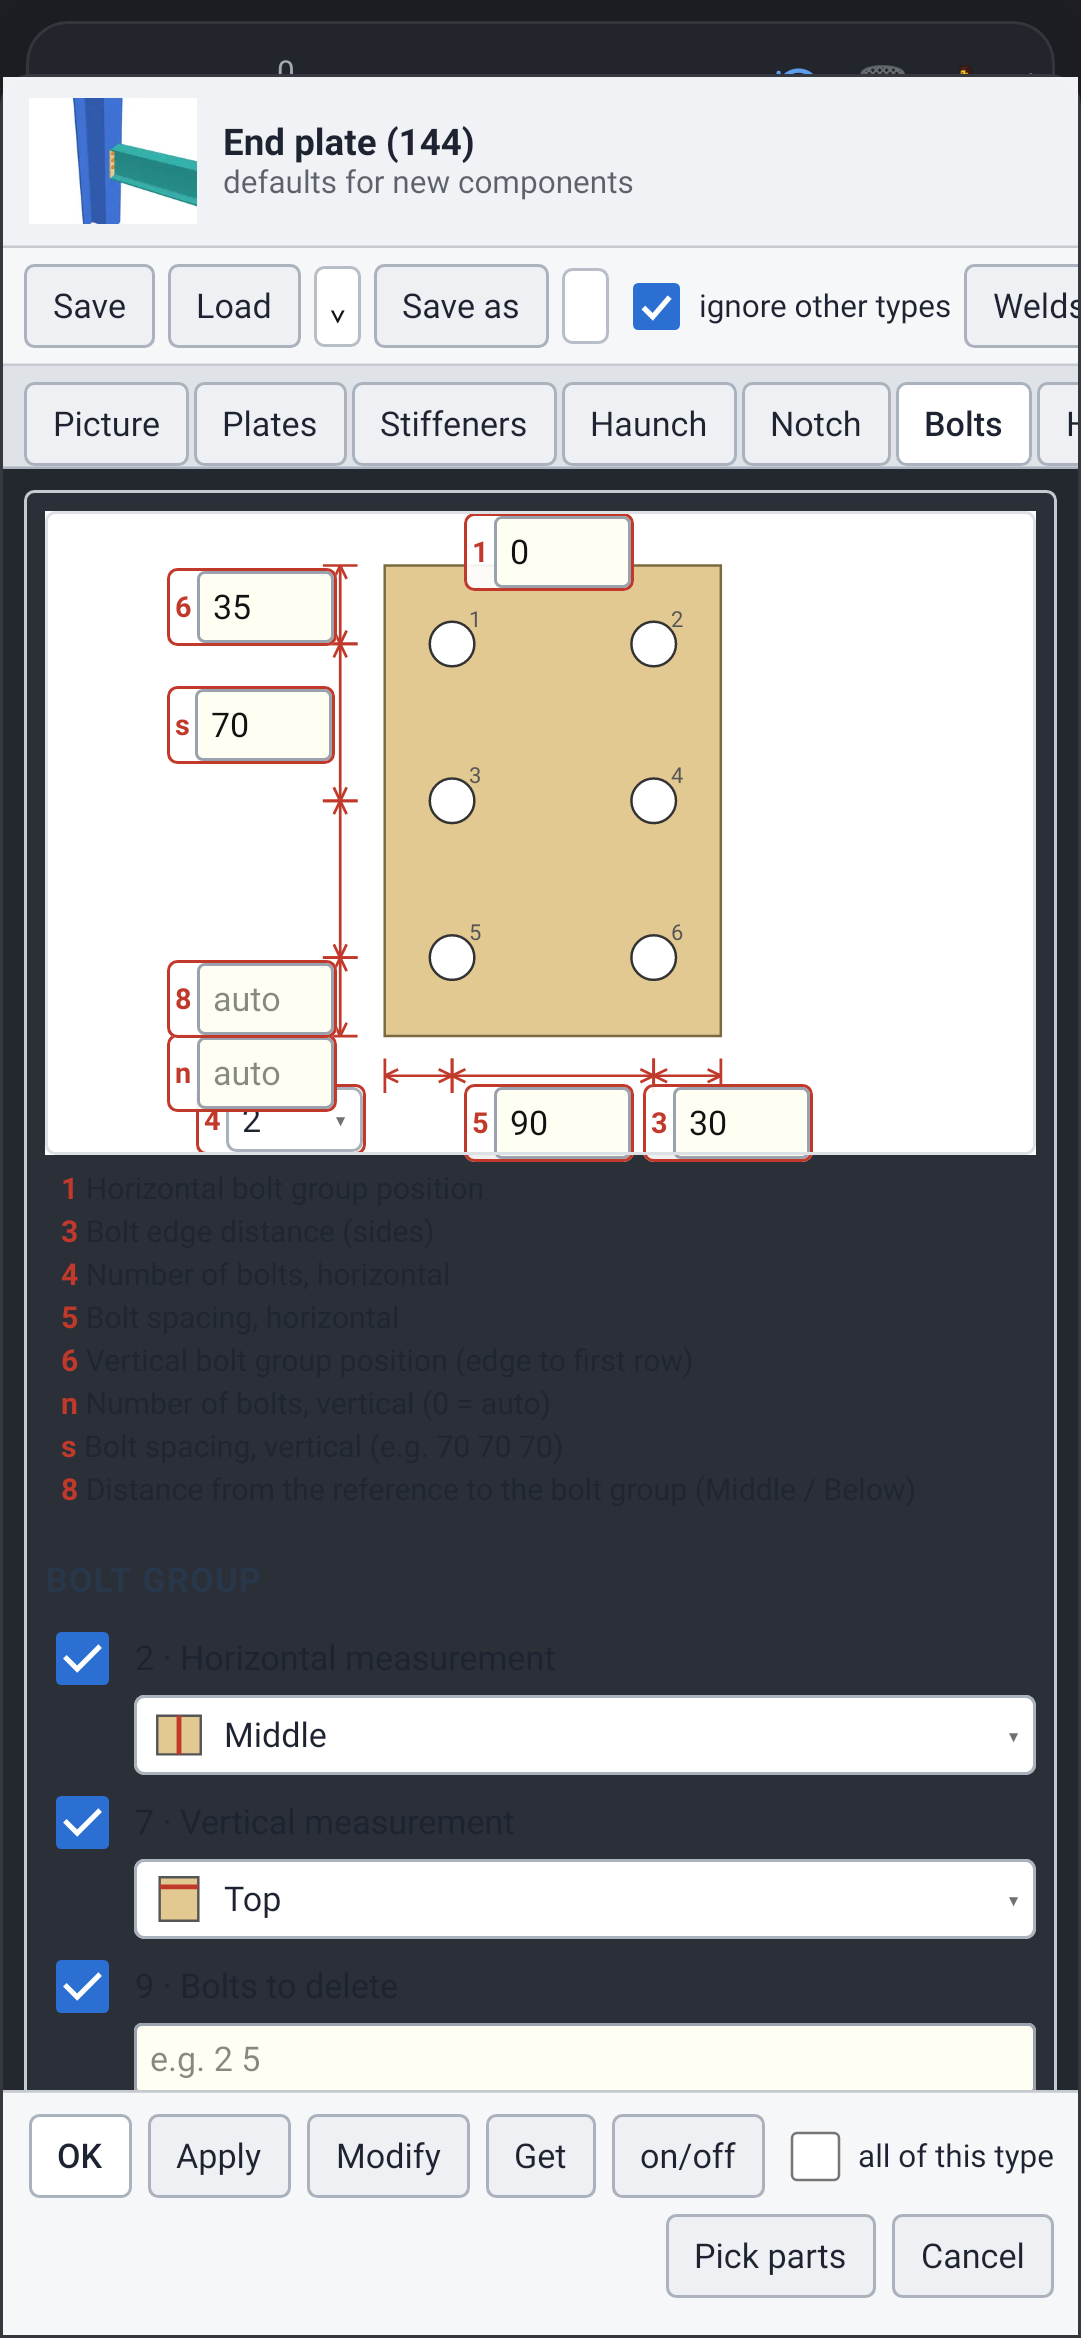 End plate (144)
defaults for new components
Save Load v Save as ignore other types Welds
Picture Plates Stiffeners Haunch Notch Bolts H
1 0
6 35
1 2
s 70
3 4
5 6
8 auto
n auto
4 2 5 90 3 30
1 Horizontal bolt group position
3 Bolt edge distance (sides)
4 Number of bolts, horizontal
5 Bolt spacing, horizontal
6 Vertical bolt group position (edge to first row)
n Number of bolts, vertical (0 = auto)
s Bolt spacing, vertical (e.g. 70 70 70)
8 Distance from the reference to the bolt group (Middle / Below)
BOLT GROUP
2 · Horizontal measurement
Middle
7 · Vertical measurement
Top
9 · Bolts to delete
e.g. 2 5
OK Apply Modify Get on/off all of this type
Pick parts Cancel